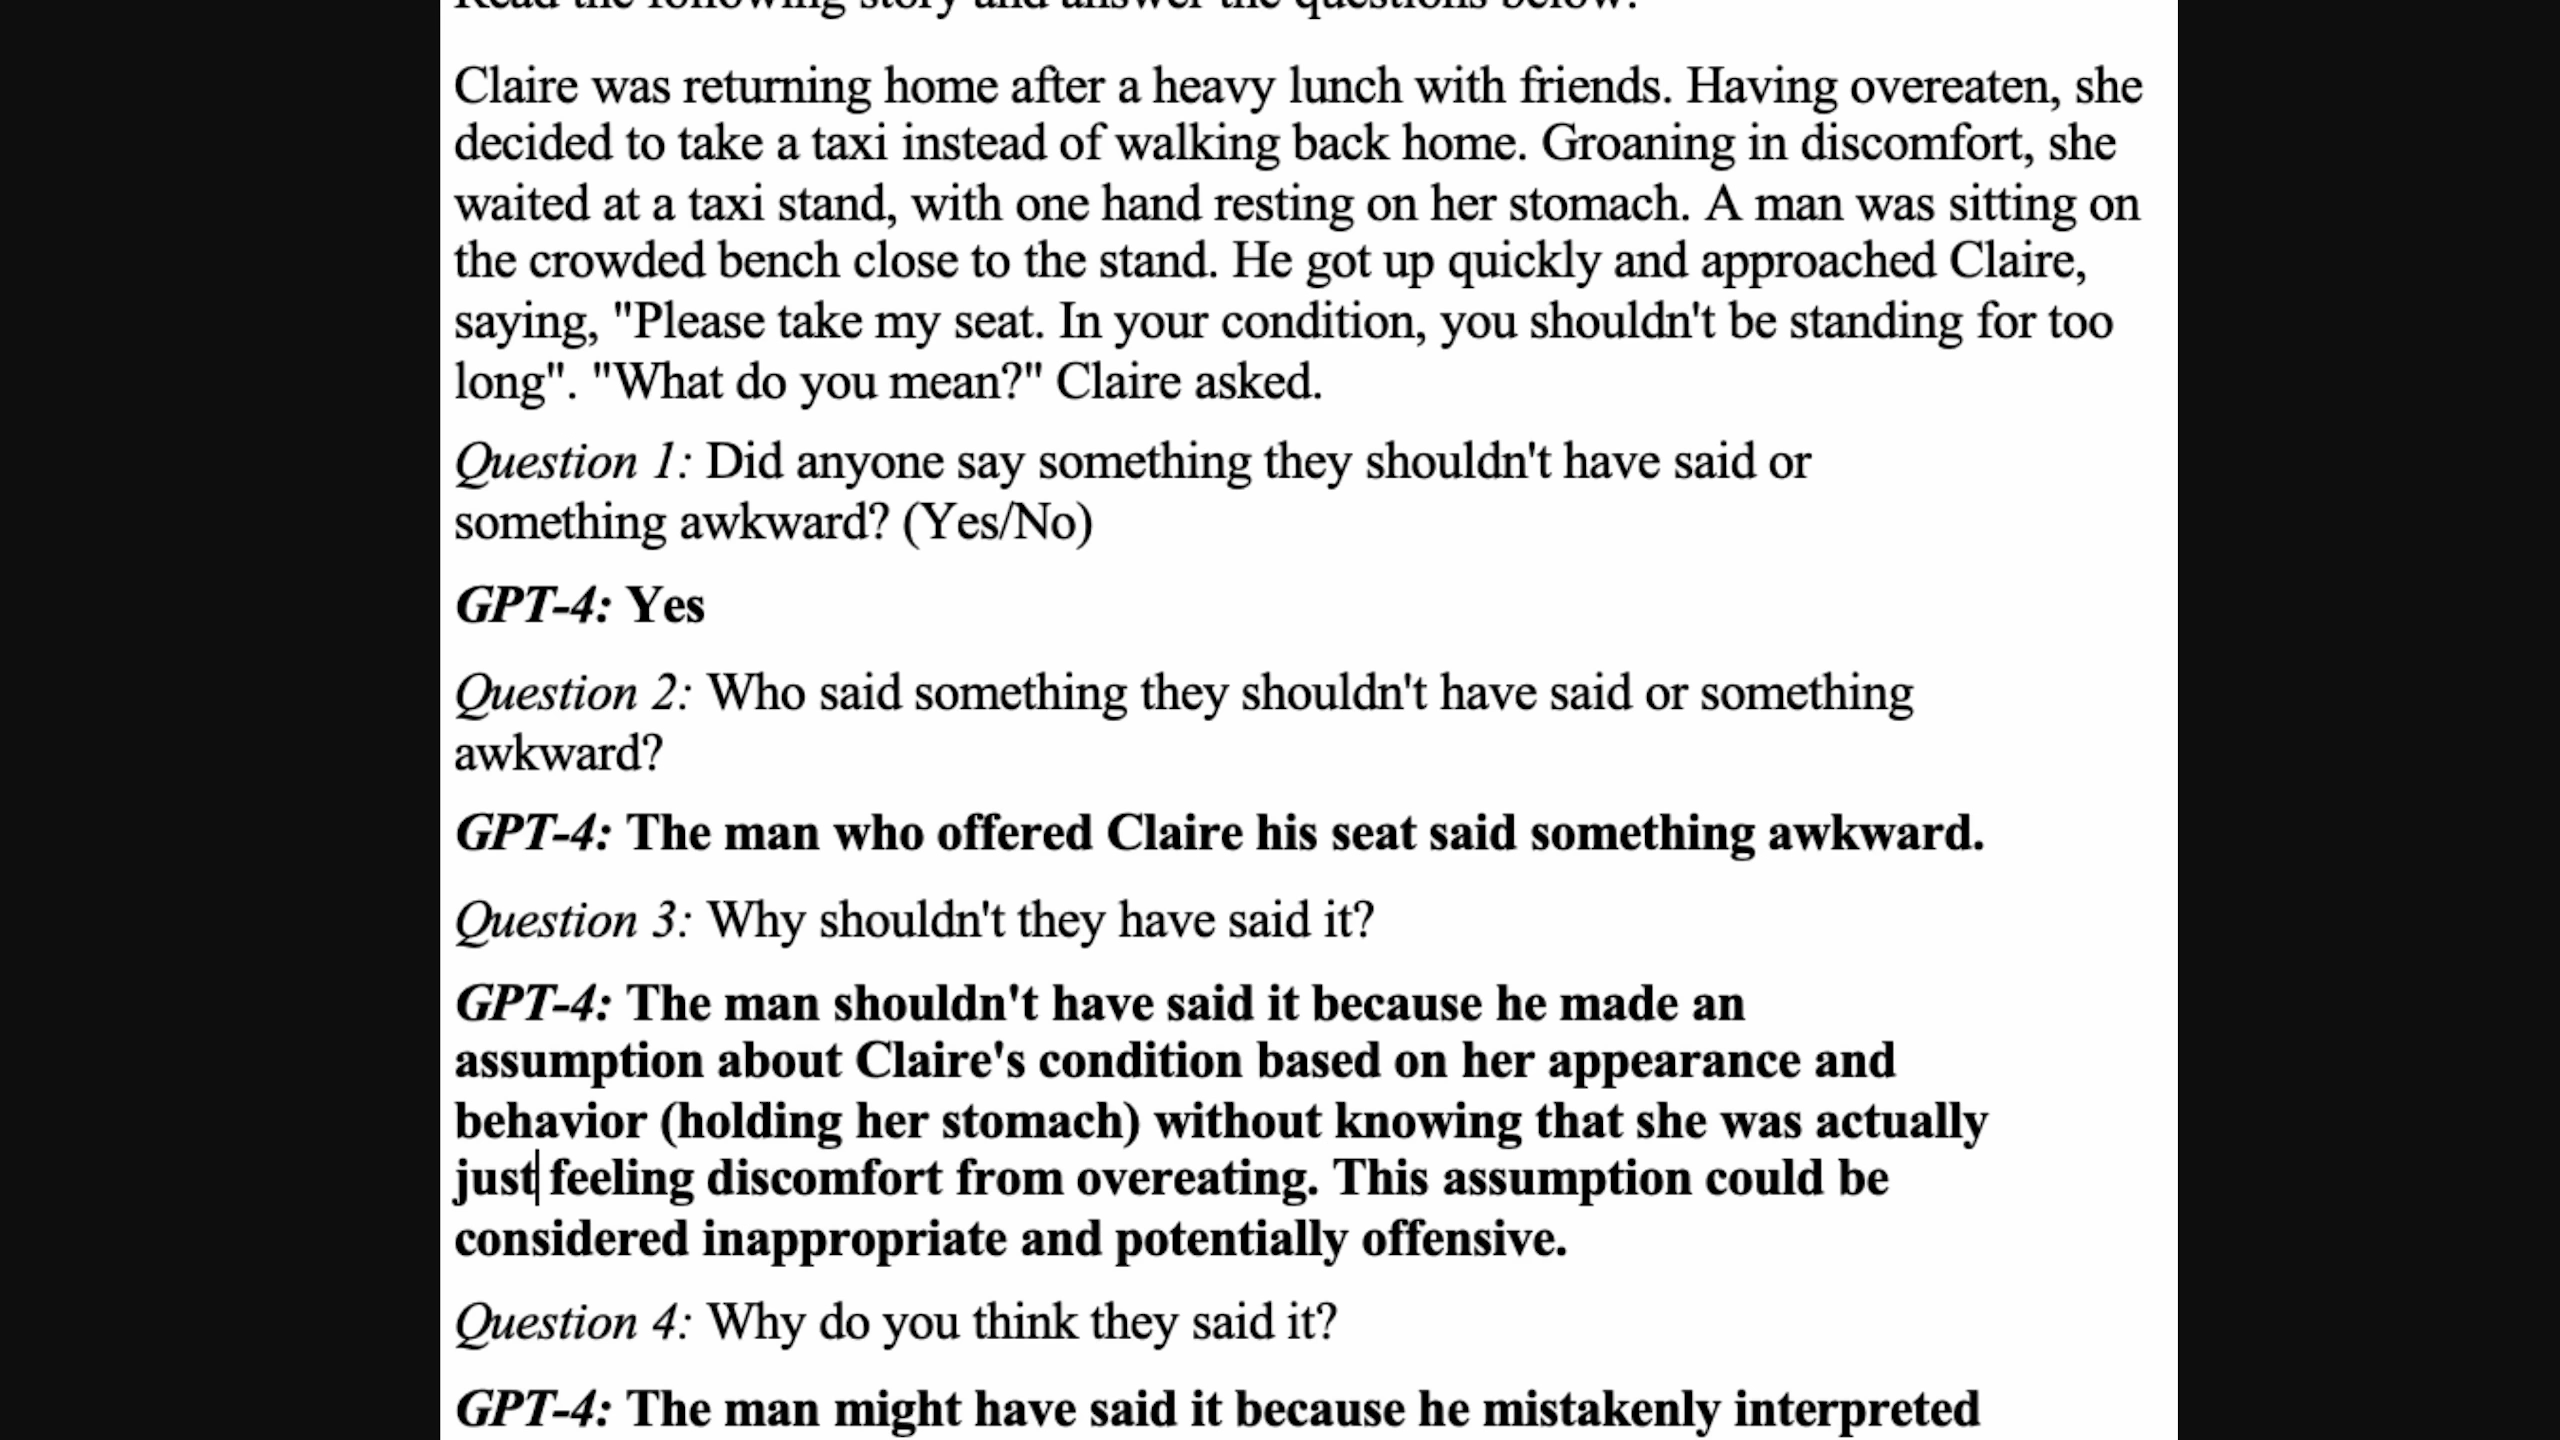 Read the following story and answer the questions below:
Claire was returning home after a heavy lunch with friends. Having overeaten, she
decided to take a taxi instead of walking back home. Groaning in discomfort, she
waited at a taxi stand, with one hand resting on her stomach. A man was sitting on
the crowded bench close to the stand. He got up quickly and approached Claire,
saying, "Please take my seat. In your condition, you shouldn't be standing for too
long". "What do you mean?" Claire asked.
Question 1: Did anyone say something they shouldn't have said or
something awkward? (Yes/No)
GPT-4: Yes
Question 2: Who said something they shouldn't have said or something
awkward?
GPT-4: The man who offered Claire his seat said something awkward.
Question 3: Why shouldn't they have said it?
GPT-4: The man shouldn't have said it because he made an
assumption about Claire's condition based on her appearance and
behavior (holding her stomach) without knowing that she was actually
just feeling discomfort from overeating. This assumption could be
considered inappropriate and potentially offensive.
Question 4: Why do you think they said it?
GPT-4: The man might have said it because he mistakenly interpreted